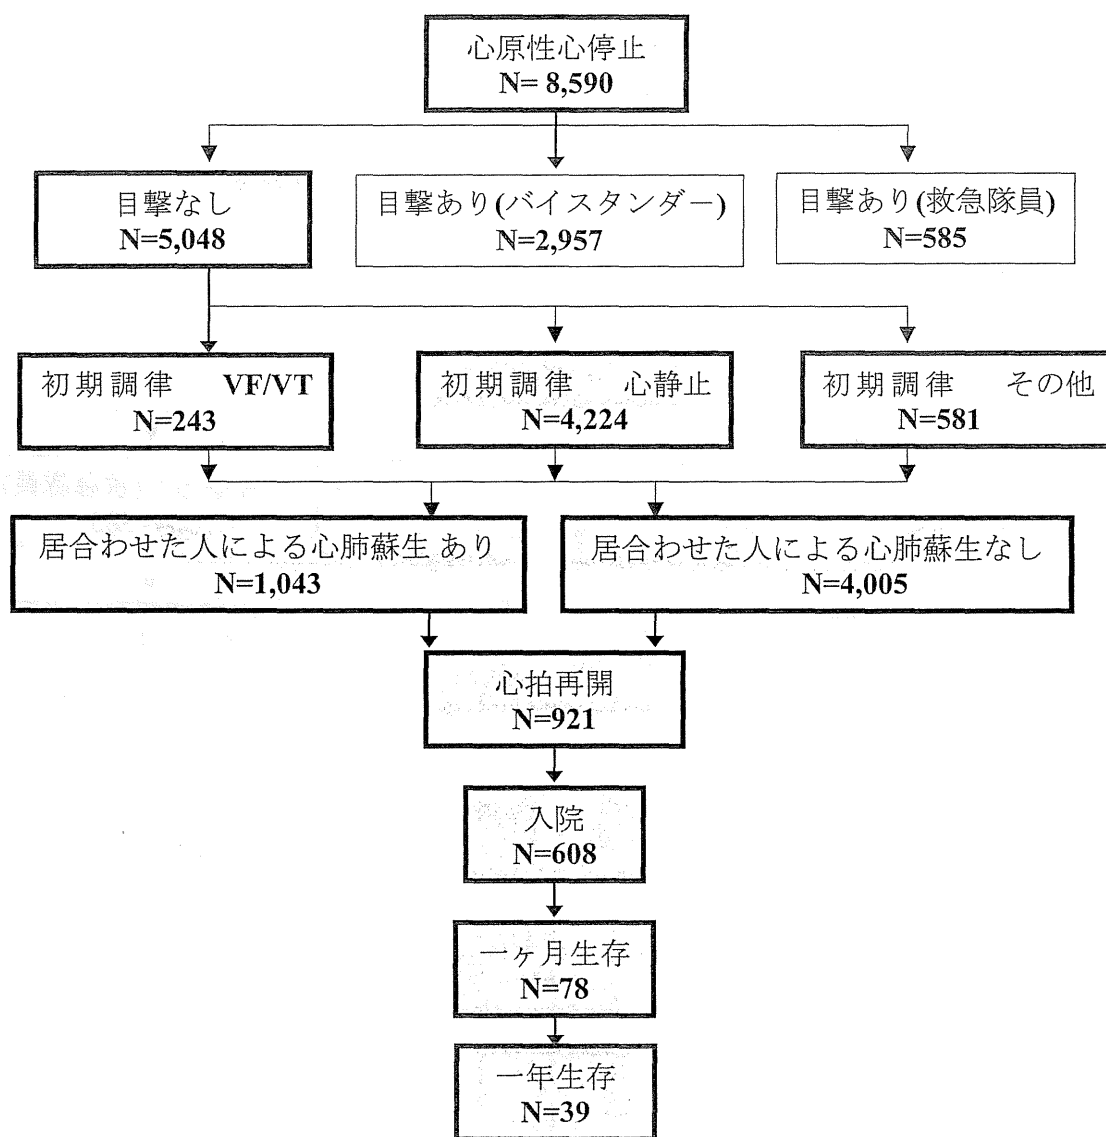 心原性心停止
N= 8,590
目撃なし
N=5,048
目撃あり(バイスタンダー)
N=2,957
目撃あり(救急隊員)
N=585
初期調律 VF/VT
N=243
初期調律 心静止
N=4,224
初期調律 その他
N=581
居合わせた人による心肺蘇生 あり
N=1,043
居合わせた人による心肺蘇生なし
N=4,005
心拍再開
N=921
入院
N=608
一ヶ月生存
N=78
一年生存
N=39